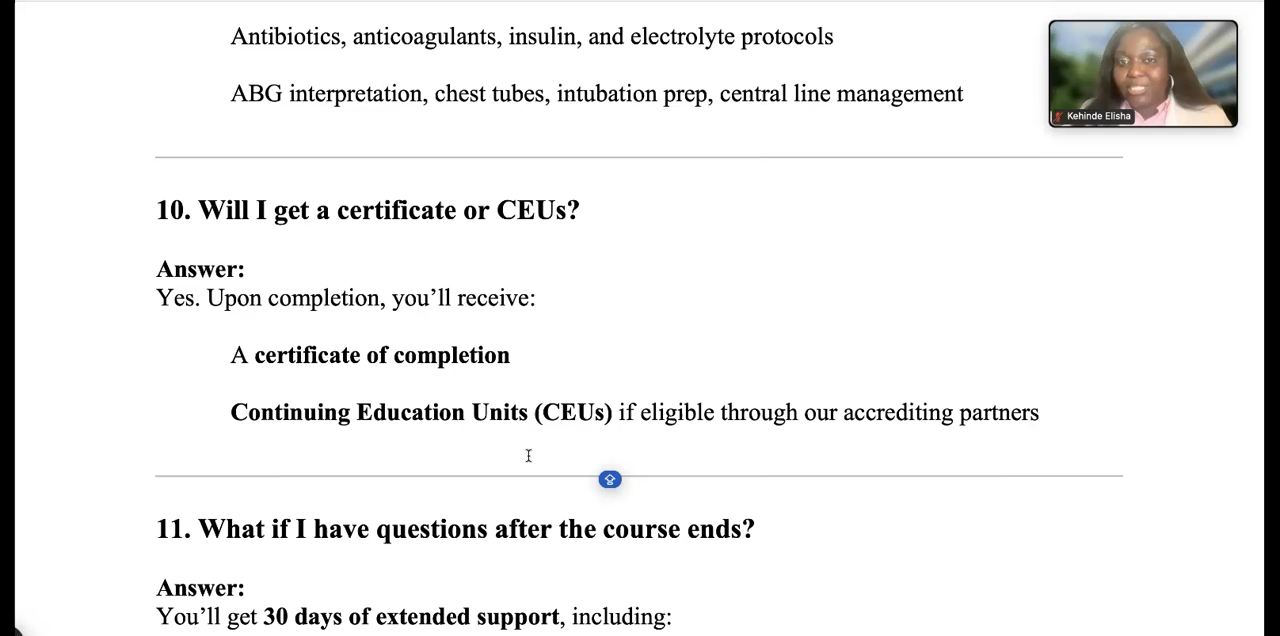 Antibiotics, anticoagulants, insulin, and electrolyte protocols
ABG interpretation, chest tubes, intubation prep, central line management
Kehinde Elisha
10. Will I get a certificate or CEUs?
Answer:
Yes. Upon completion, you’ll receive:
A certificate of completion
Continuing Education Units (CEUs) if eligible through our accrediting partners
11. What if I have questions after the course ends?
Answer:
You’ll get 30 days of extended support, including: